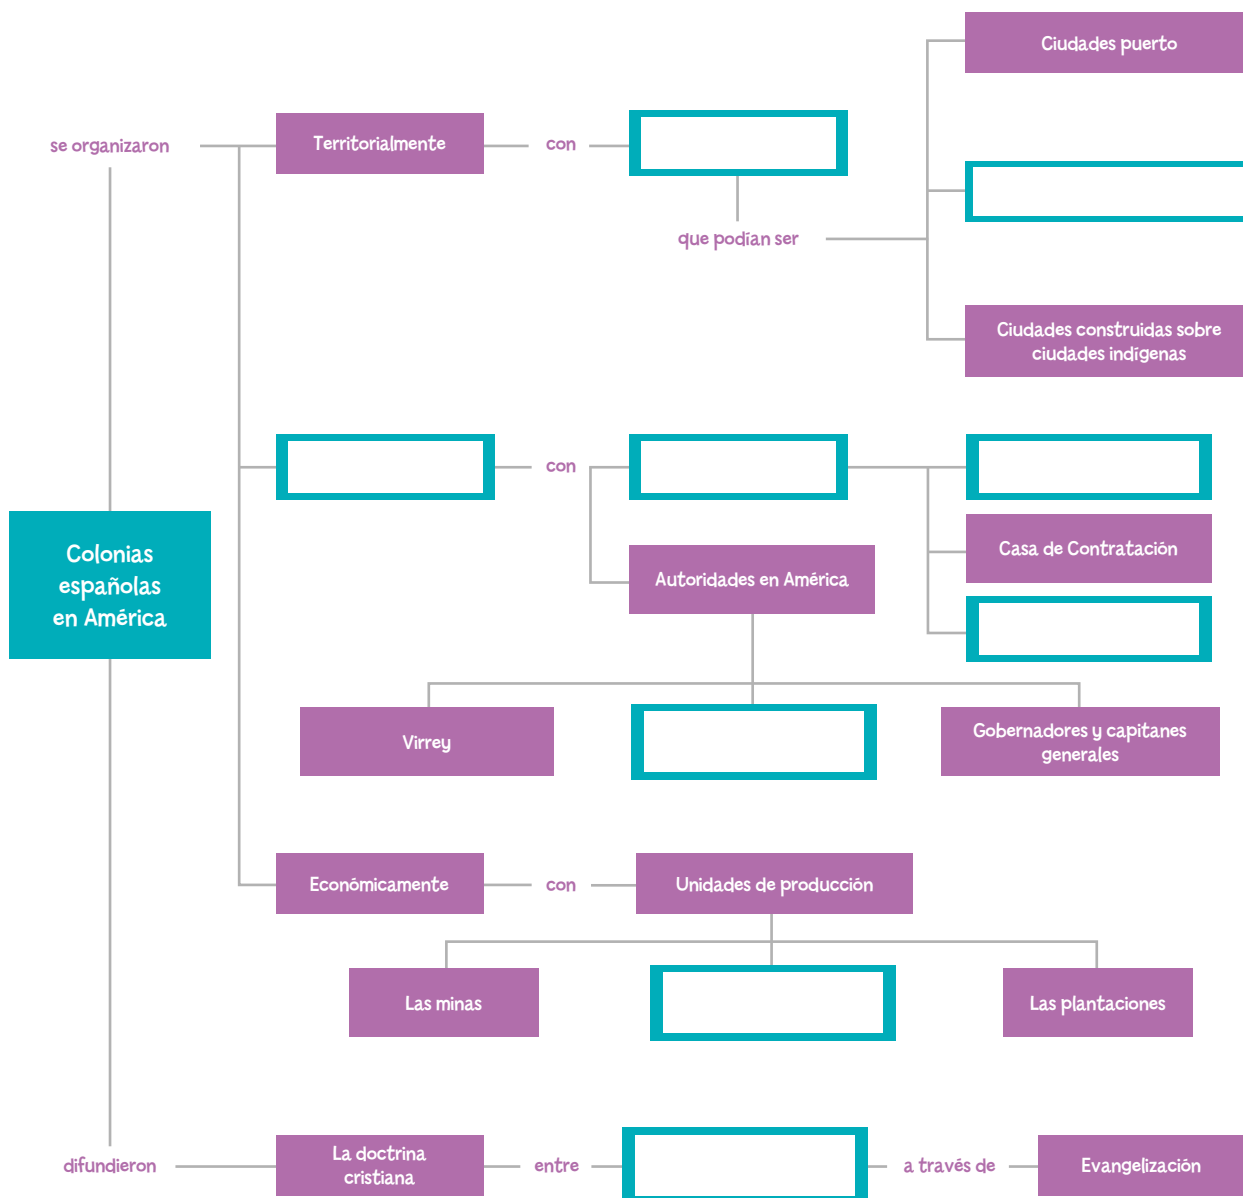 Ciudades puerto
se organizaron
Territorialmente
con
que podían ser
Ciudades construidas sobre
ciudades indígenas
con
Colonias
españolas
en América
Casa de Contratación
Autoridades en América
Virrey
Gobernadores y capitanes
generales
Económicamente
con
Unidades de producción
Las minas
Las plantaciones
difundieron
La doctrina
cristiana
entre
a través de
Evangelización